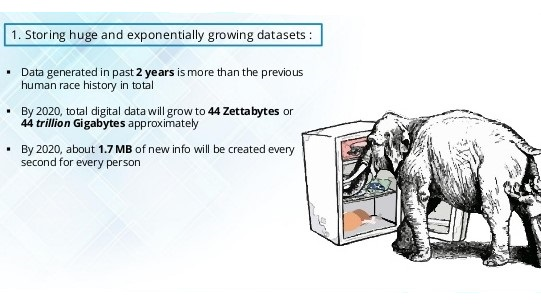 1. Storing huge and exponentially growing datasets :
▪ Data generated in past 2 years is more than the previous
human race history in total
▪ By 2020, total digital data will grow to 44 Zettabytes or
44 trillion Gigabytes approximately
▪ By 2020, about 1.7 MB of new info will be created every
second for every person